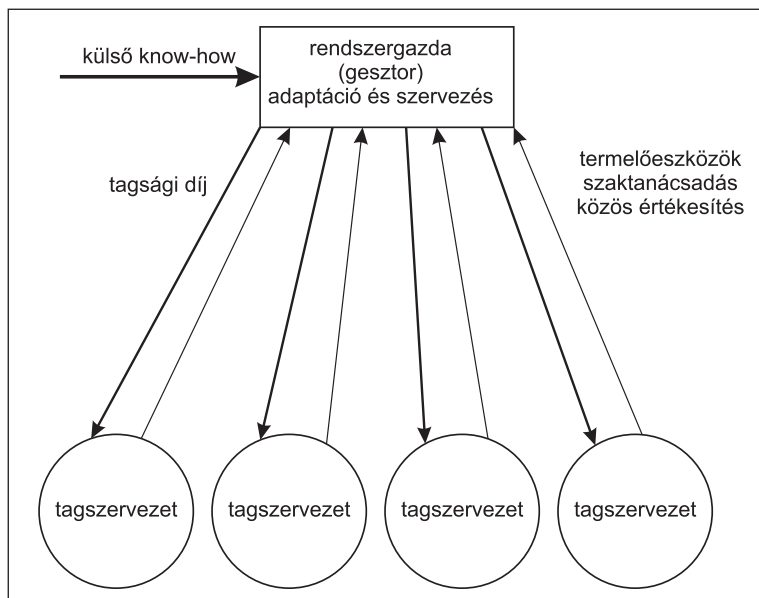 külső know-how
rendszergazda
(gesztor)
adaptáció és szervezés
tagsági díj
termelőeszközök
szaktanácsadás
közös értékesítés
tagszervezet
tagszervezet
tagszervezet
tagszervezet